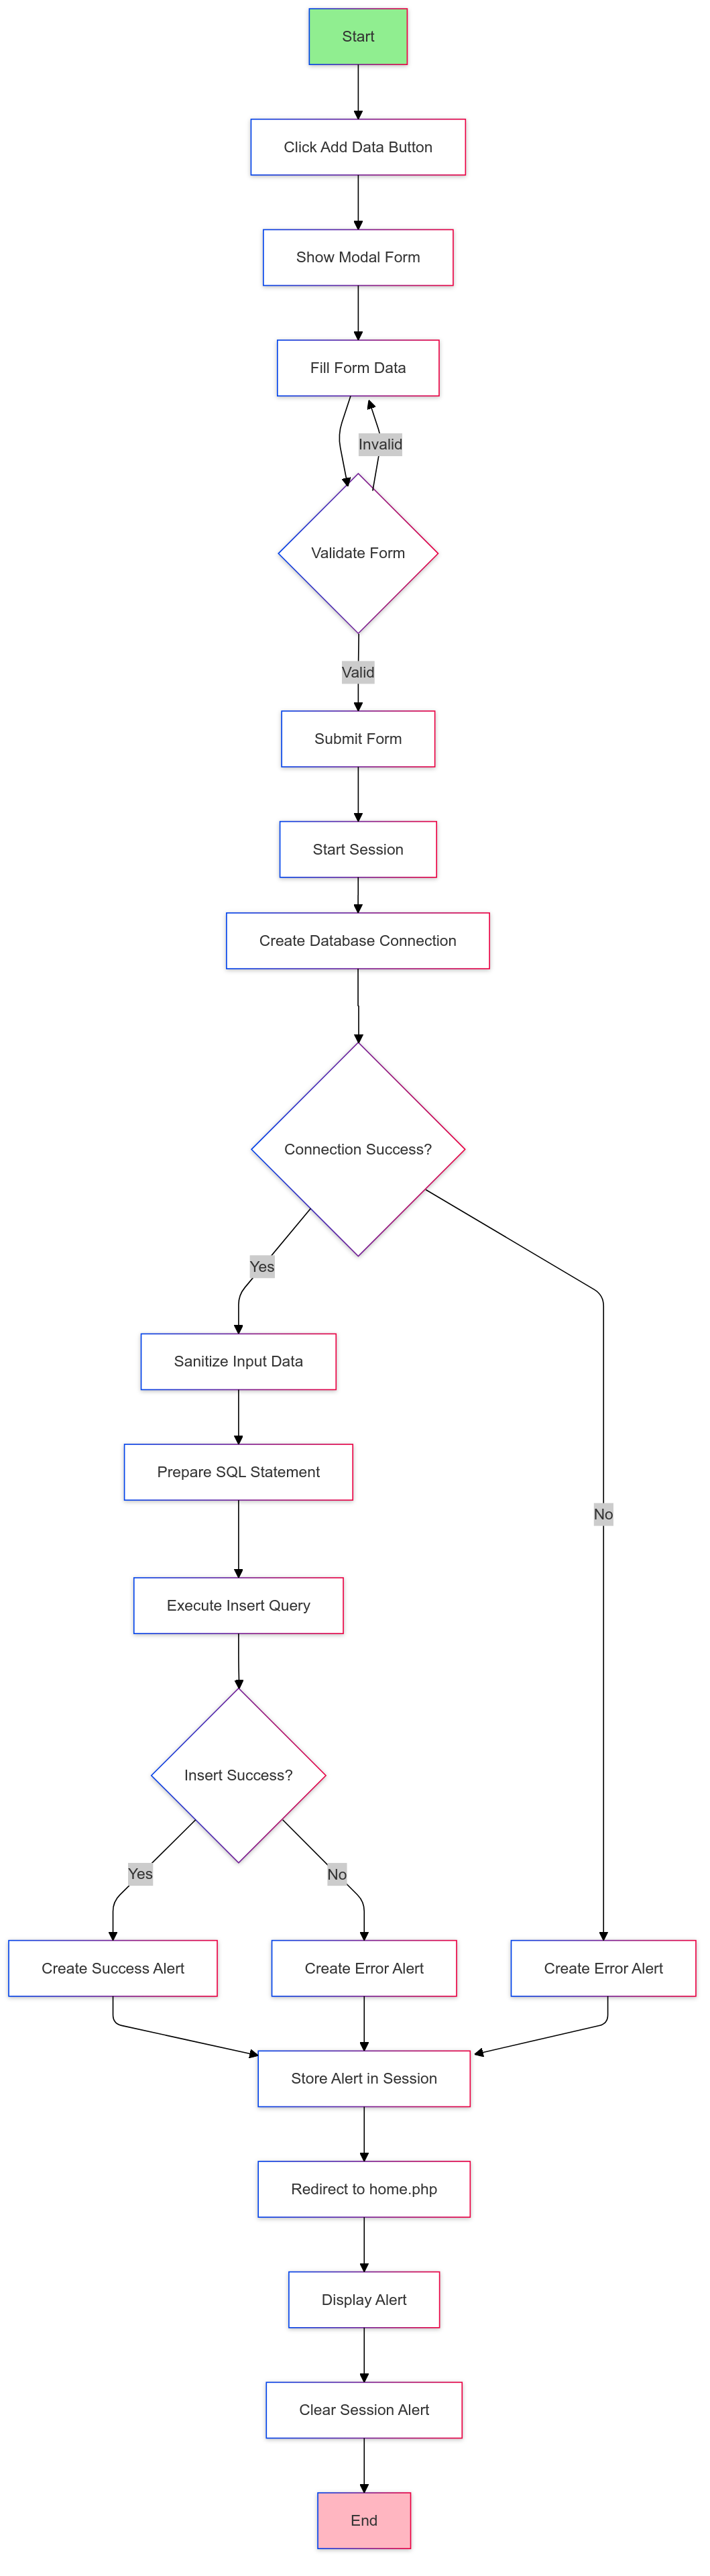 Start
Click Add Data Button
Show Modal Form
Fill Form Data
Invalid
Validate Form
Valid
Submit Form
Start Session
Create Database Connection
Connection Success?
Yes
Sanitize Input Data
Prepare SQL Statement
No
Execute Insert Query
Insert Success?
Yes
No
Create Success Alert
Create Error Alert
Create Error Alert
Store Alert in Session
Redirect to home.php
Display Alert
Clear Session Alert
End